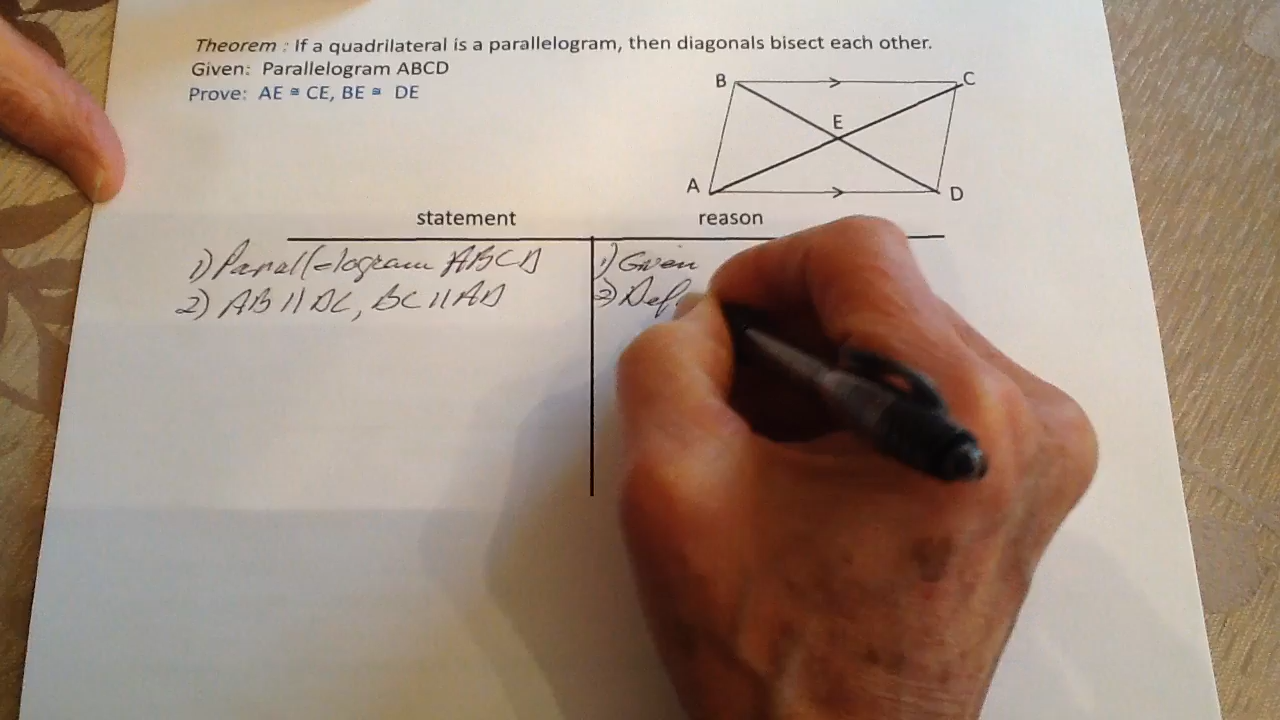 Theorem : If a quadrilateral is a parallelogram, then diagonals bisect each other.
Given: Parallelogram ABCD
Prove: AE ≅ CE, BE ≅ DE
B C
E
A D
statement reason
1) Parallelogram ABCD 1) Given
2) AB // DC, BC // AD 2) Def